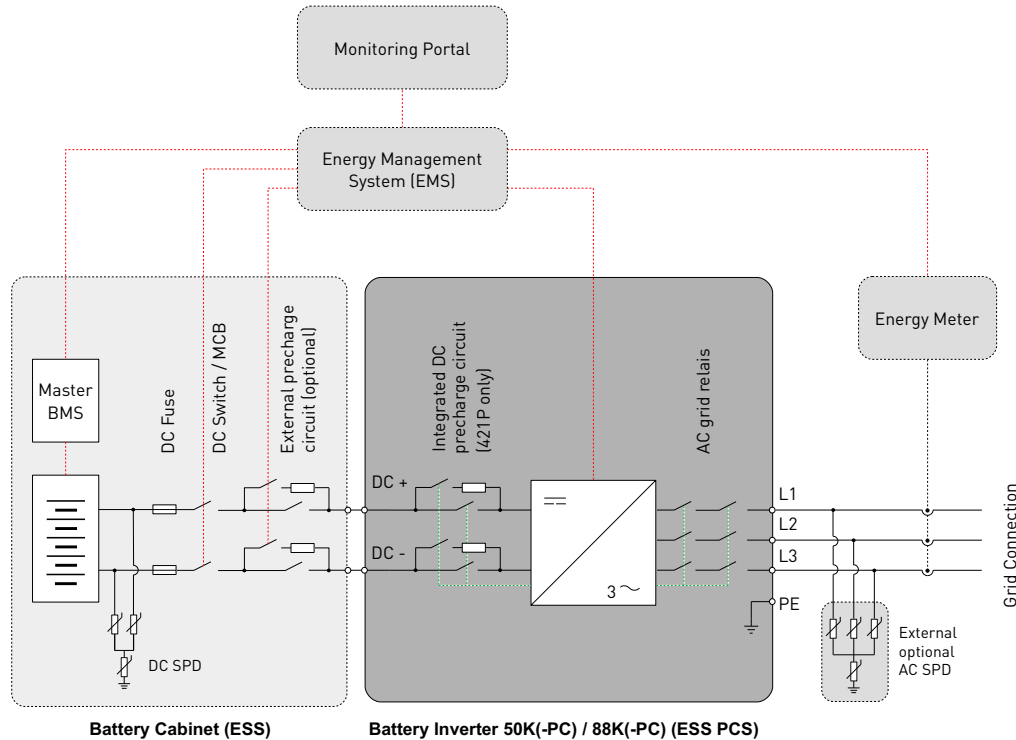 Monitoring Portal
Energy Management
System (EMS)
Energy Meter
Master
BMS
DC Fuse
DC Switch / MCB
External precharge
circuit (optional)
Integrated DC
precharge circuit
(421P only)
AC grid relais
DC +
DC -
3
L1
L2
L3
PE
Grid Connection
DC SPD
External
optional
AC SPD
Battery Cabinet (ESS)
Battery Inverter 50K(-PC) / 88K(-PC) (ESS PCS)